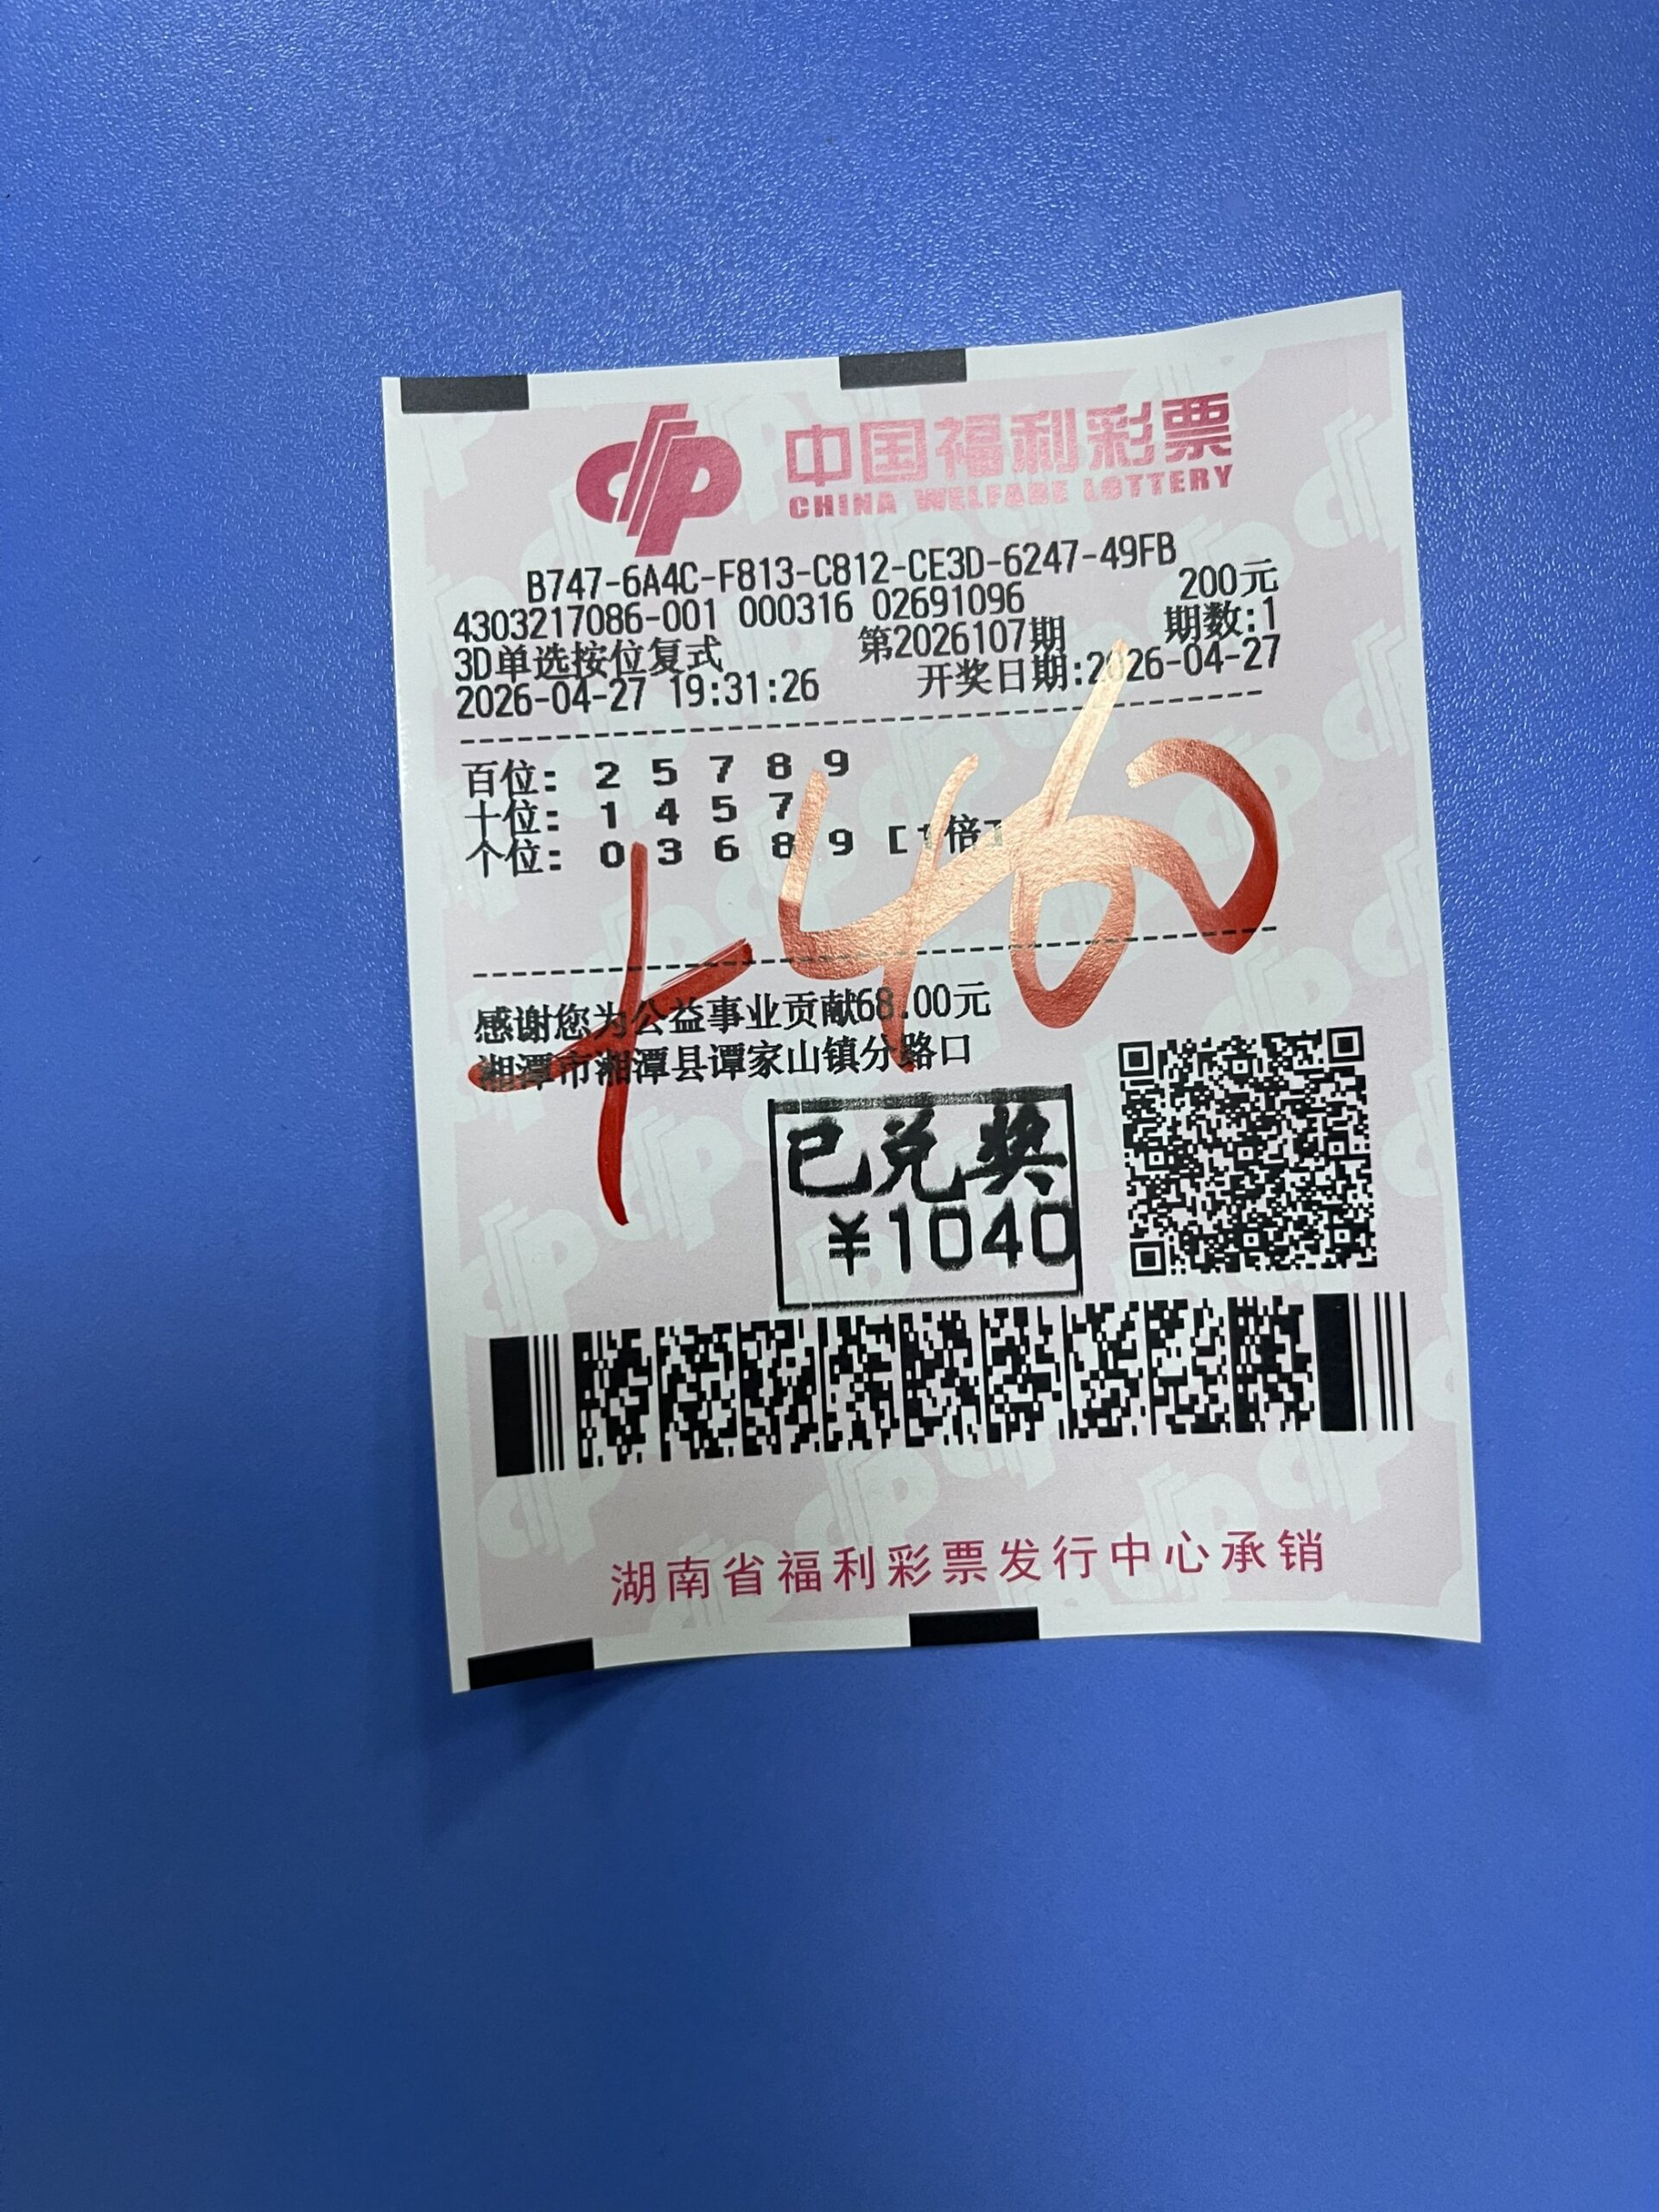 中国福利彩票
CHINA WELFARE LOTTERY
B747-6A4C-F813-C812-CE3D-6247-49FB
4303217086-001 000316 02691096 200元
3D单选按位复式 第2026107期 期数:1
2026-04-27 19:31:26 开奖日期:2026-04-27
百位: 2 5 7 8 9
十位: 1 4 5 7
个位: 0 3 6 8 9 [1倍]
+460
感谢您为公益事业贡献68.00元
湘潭市湘潭县谭家山镇分路口
已兑奖
¥1040
湖南省福利彩票发行中心承销